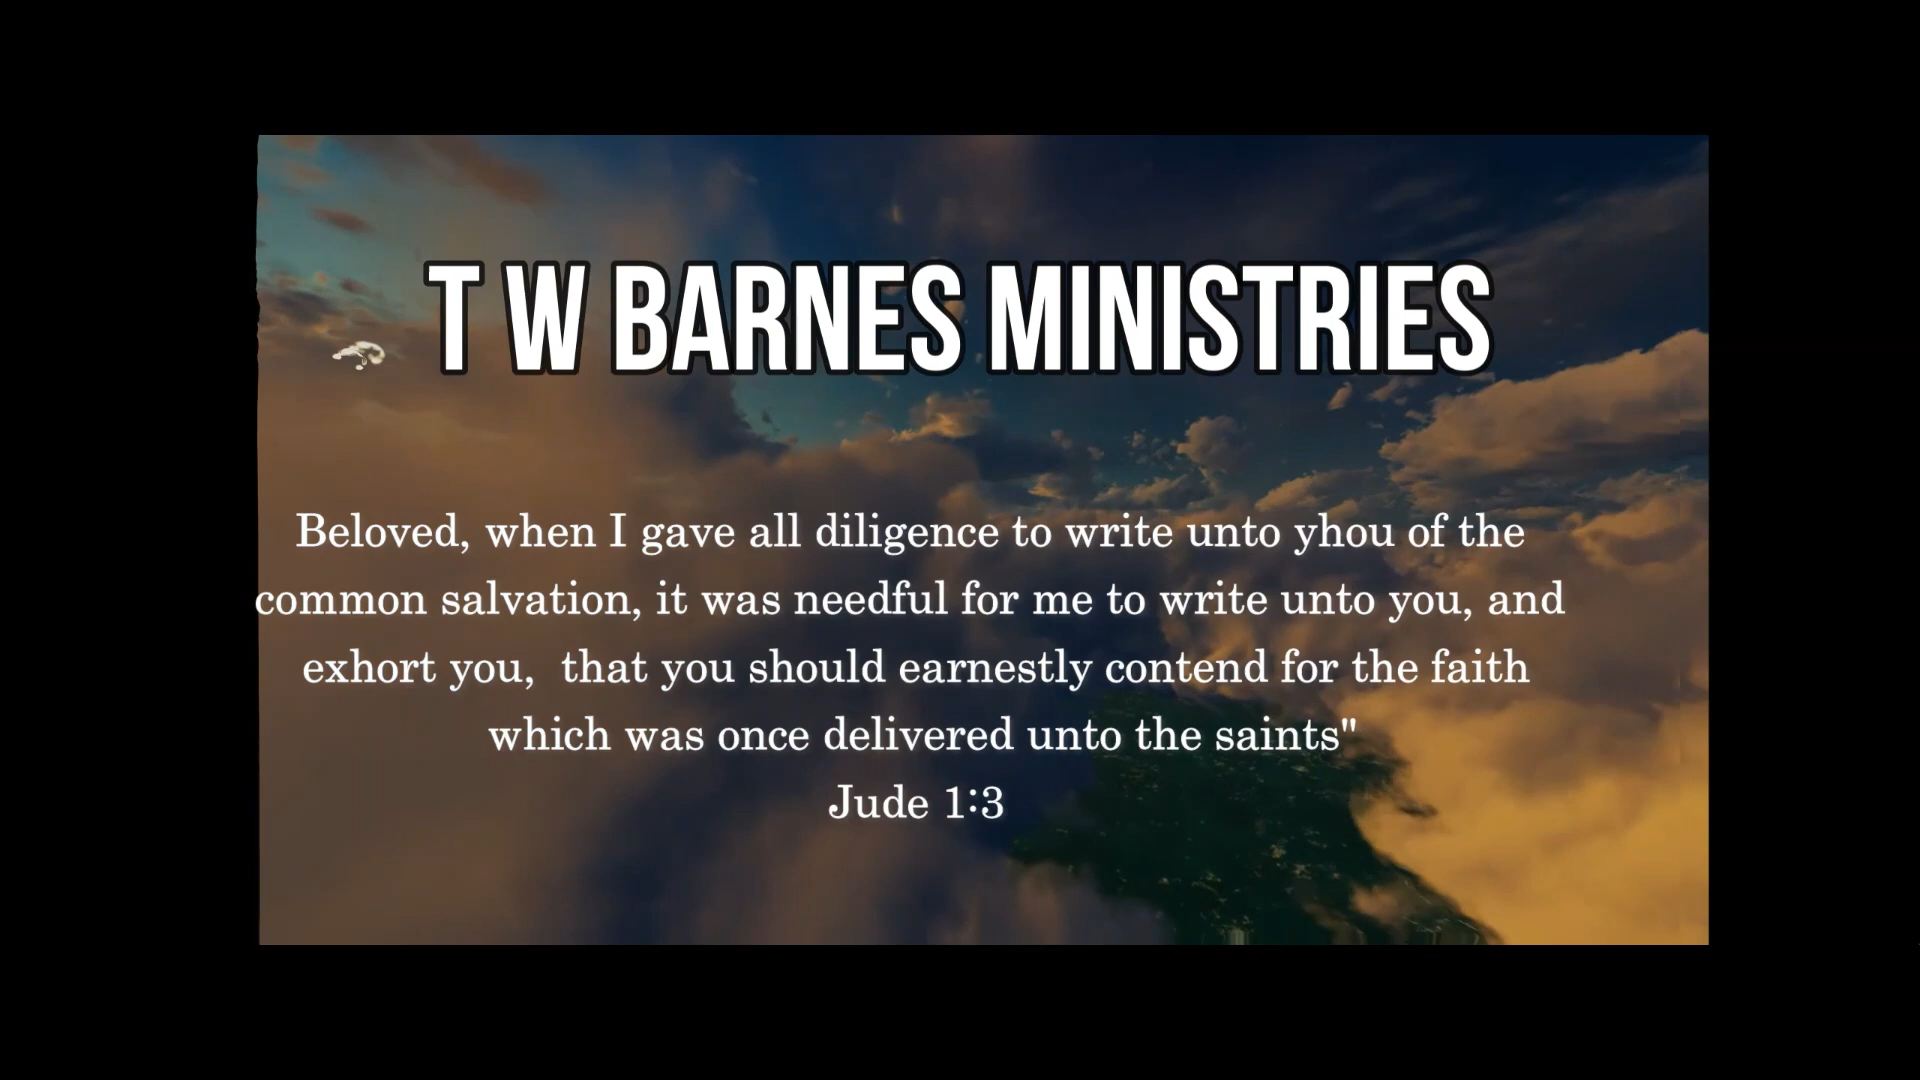 T W BARNES MINISTRIES
Beloved, when I gave all diligence to write unto yhou of the
common salvation, it was needful for me to write unto you, and
exhort you,  that you should earnestly contend for the faith
which was once delivered unto the saints"
Jude 1:3